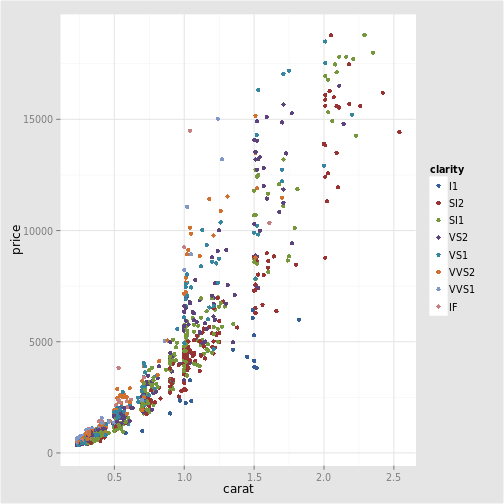 15000
10000
5000
0
0.5 1.0 1.5 2.0 2.5
carat
price
clarity
I1
SI2
SI1
VS2
VS1
VVS2
VVS1
IF